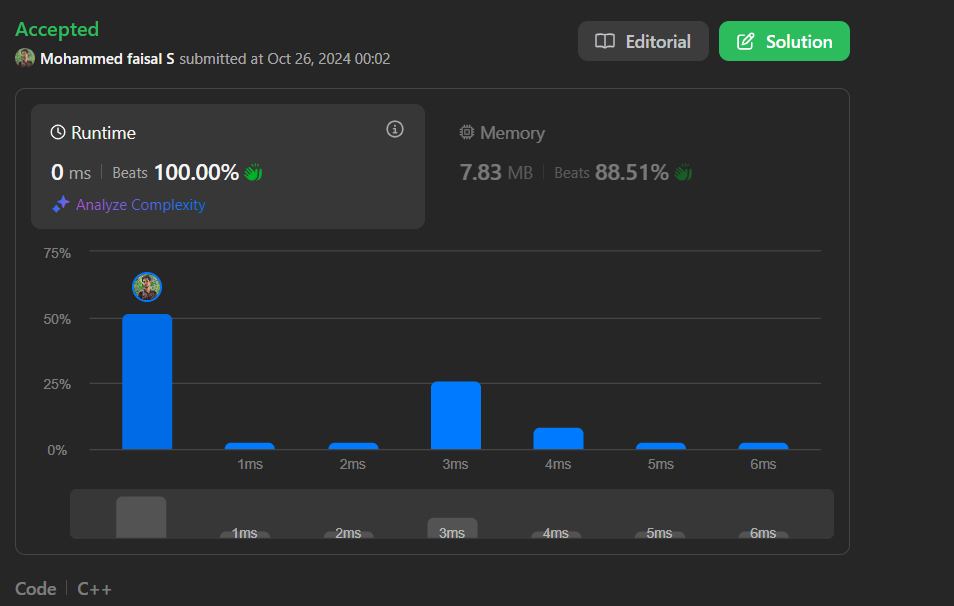 Accepted
Editorial
Solution
Mohammed faisal S submitted at Oct 26, 2024 00:02
Runtime
0 ms | Beats 100.00%
Analyze Complexity
Memory
7.83 MB | Beats 88.51%
75%
50%
25%
0%
1ms 2ms 3ms 4ms 5ms 6ms
1ms 2ms 3ms 4ms 5ms 6ms
Code | C++